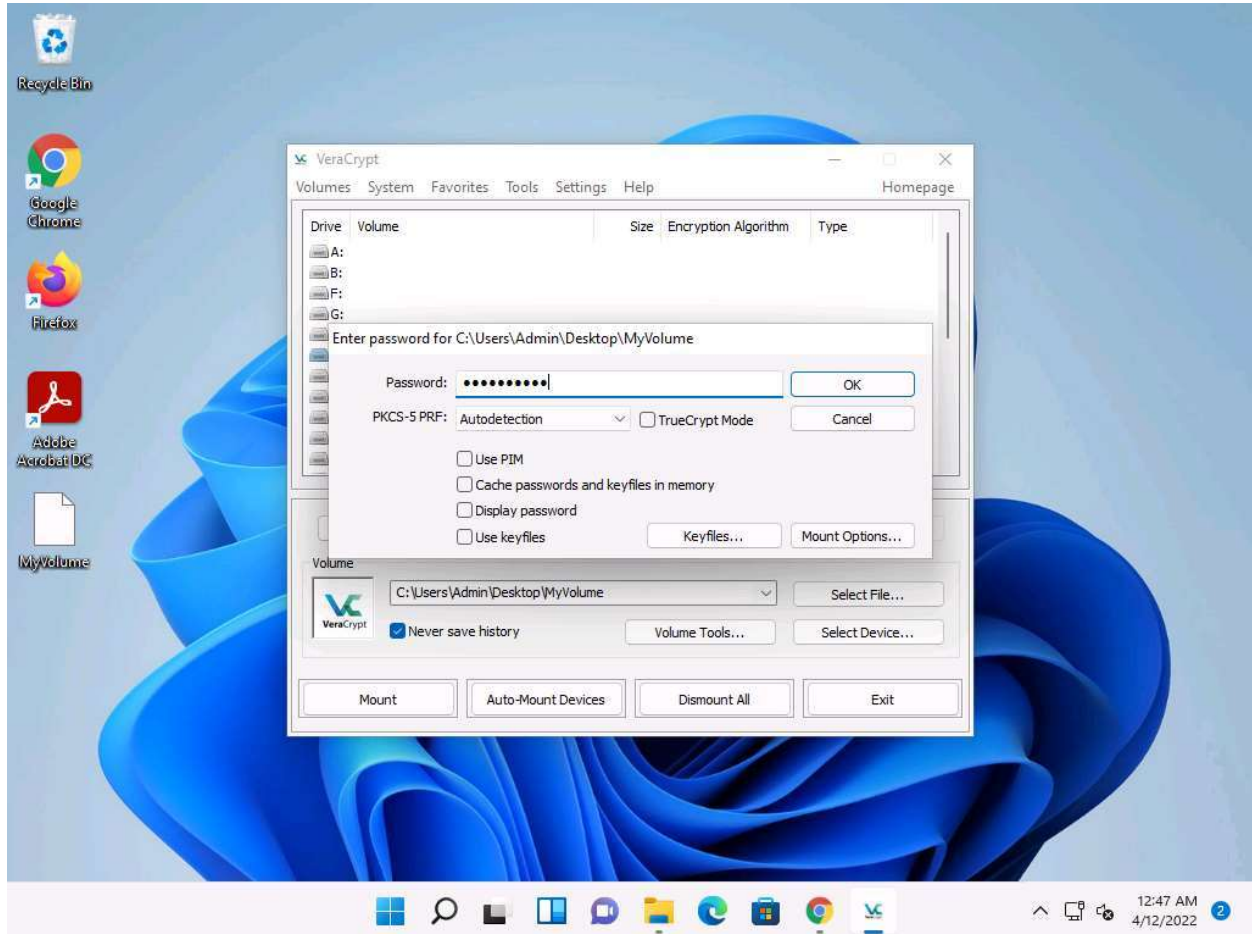 Recycle Bin
Google
Chrome
Firefox
Adobe
Acrobat DC
MyVolume
VeraCrypt
Volumes System Favorites Tools Settings Help Homepage
Drive Volume Size Encryption Algorithm Type
A:
B:
F:
G:
Enter password for C:\Users\Admin\Desktop\MyVolume
Password: ●●●●●●●●●● OK
PKCS-5 PRF: Autodetection TrueCrypt Mode Cancel
Use PIM
Cache passwords and keyfiles in memory
Display password
Use keyfiles Keyfiles... Mount Options...
Volume
C:\Users\Admin\Desktop\MyVolume Select File...
VeraCrypt
Never save history Volume Tools... Select Device...
Mount Auto-Mount Devices Dismount All Exit
12:47 AM
4/12/2022
2